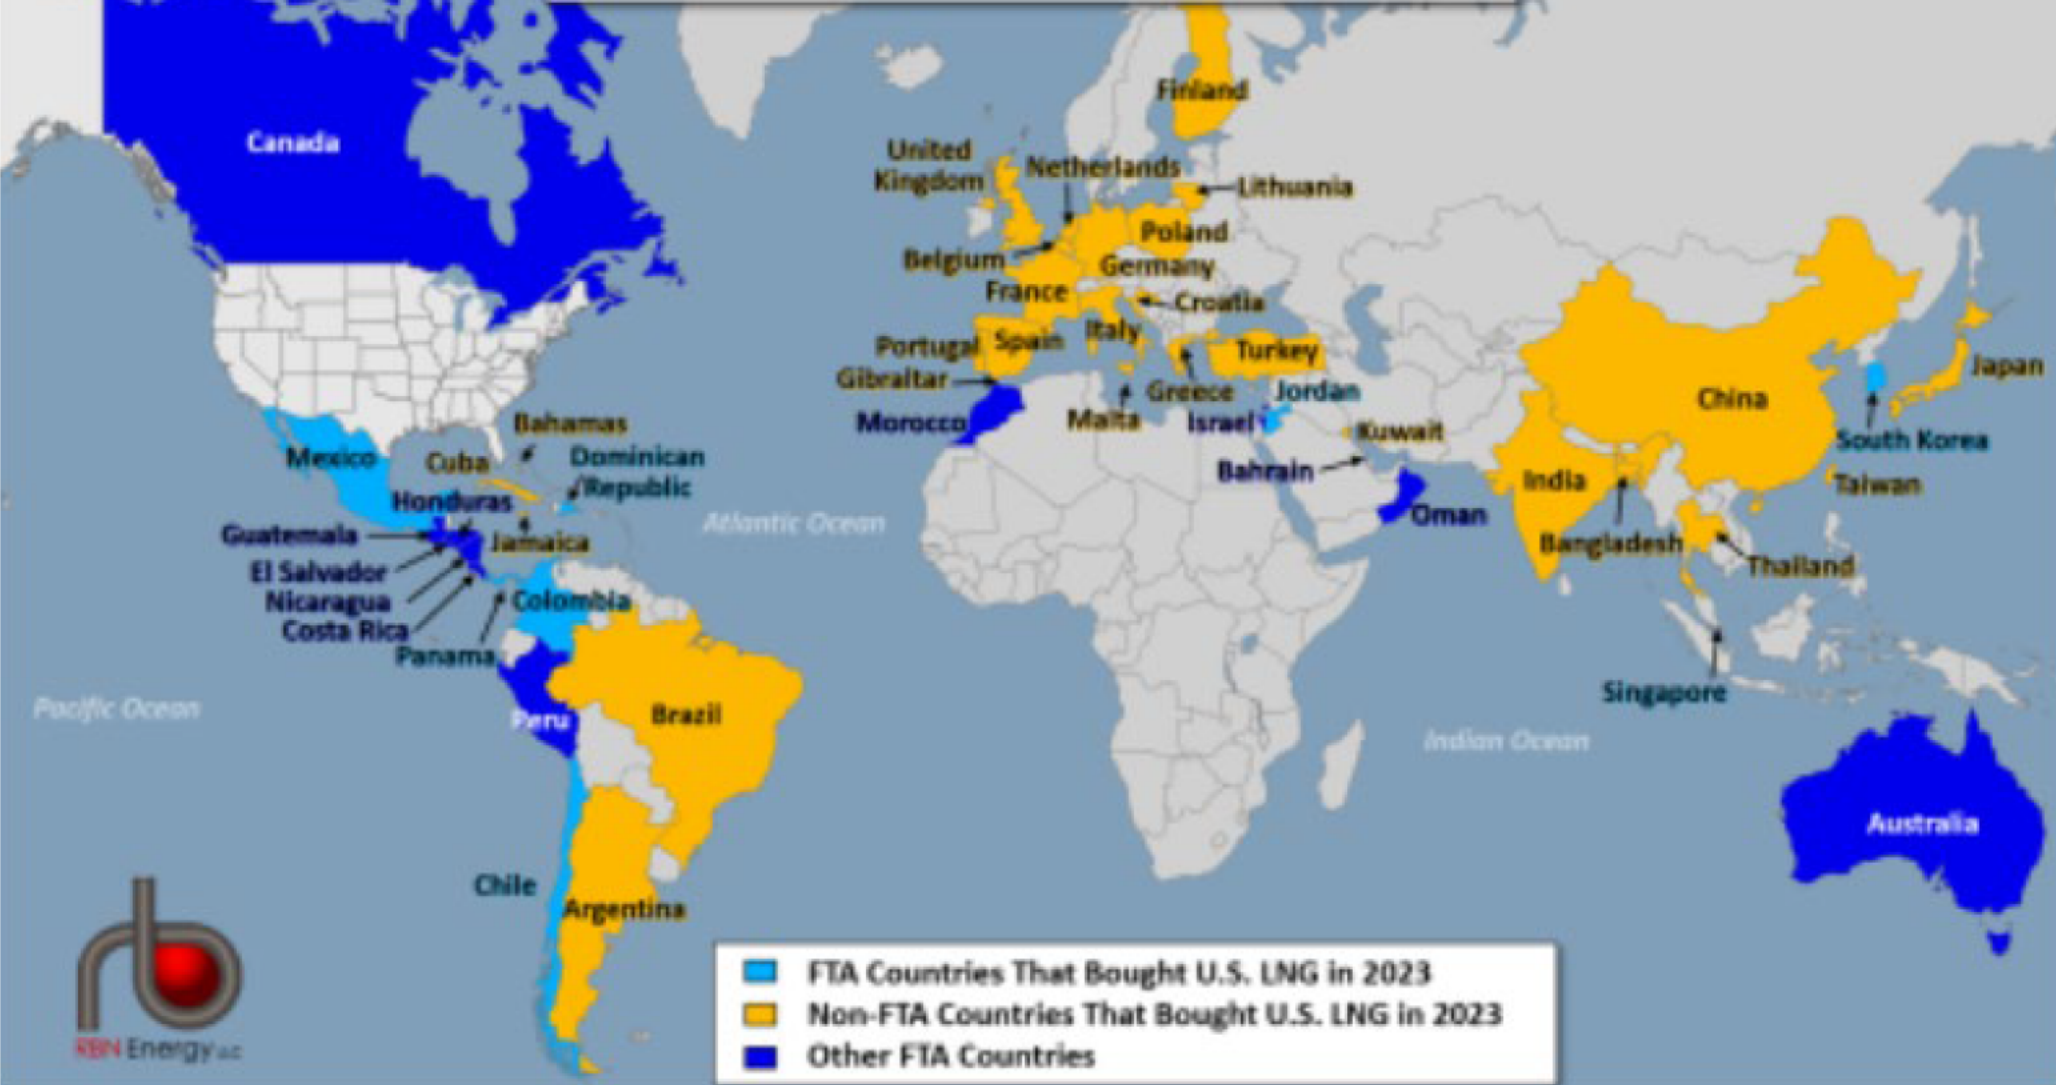 Finland
Canada
United
Kingdom
Netherlands
Lithuania
Poland
Belgium
Germany
France
Croatia
Italy
Portugal
Spain
Turkey
Gibraltar
Greece
Jordan
Japan
China
Morocco
Malta
Israel
Kuwait
South Korea
Bahamas
Mexico
Cuba
Dominican
Republic
Bahrain
India
Taiwan
Honduras
Oman
Atlantic Ocean
Guatemala
Jamaica
Bangladesh
Thailand
El Salvador
Nicaragua
Colombia
Costa Rica
Panama
Singapore
Pacific Ocean
Peru
Brazil
Indian Ocean
Australia
Chile
Argentina
FTA Countries That Bought U.S. LNG in 2023
Non-FTA Countries That Bought U.S. LNG in 2023
Other FTA Countries
rb
RBN Energy LLC